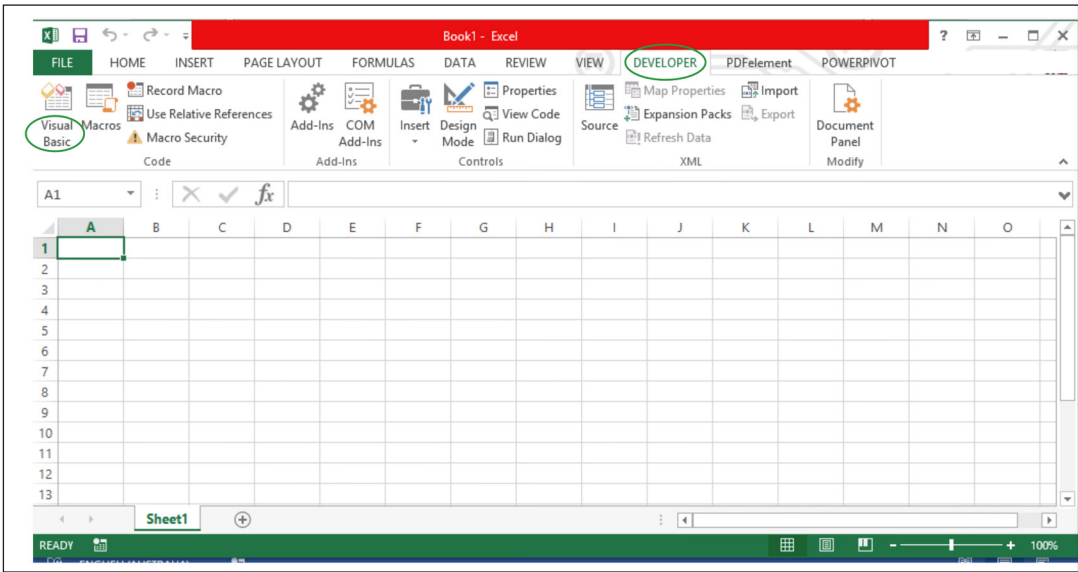 Book1 - Excel
?
FILE HOME INSERT PAGE LAYOUT FORMULAS DATA REVIEW VIEW DEVELOPER PDFelement POWERPIVOT
Visual Basic
Macros
Record Macro
Use Relative References
Macro Security
Code
Add-Ins
COM Add-Ins
Add-Ins
Insert
Design Mode
Properties
View Code
Run Dialog
Controls
Source
Map Properties
Expansion Packs
Refresh Data
Import
Export
XML
Document Panel
Modify
A1
fx
A B C D E F G H I J K L M N O
1
2
3
4
5
6
7
8
9
10
11
12
13
Sheet1
READY
- + 100%
ENGLISH (AUSTRALIA)